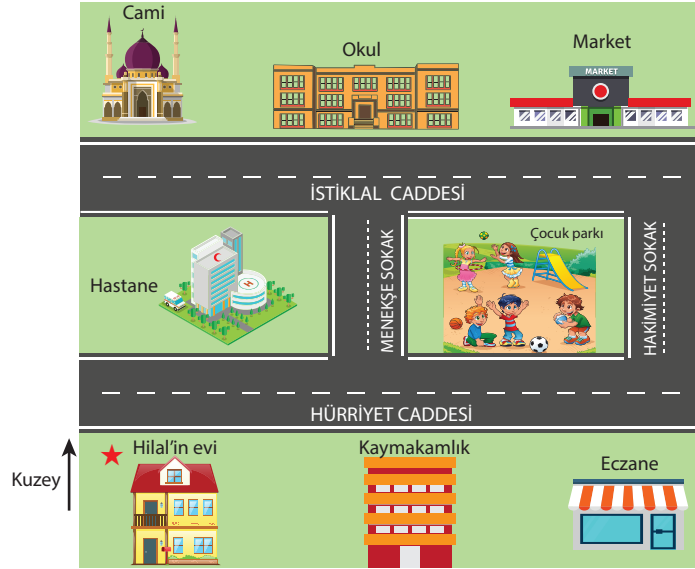 Cami
Okul
Market
MARKET
İSTİKLAL CADDESİ
Hastane
MENEKŞE SOKAK
Çocuk parkı
HAKİMİYET SOKAK
H
HÜRRİYET CADDESİ
Kuzey
Hilal'in evi
Kaymakamlık
Eczane